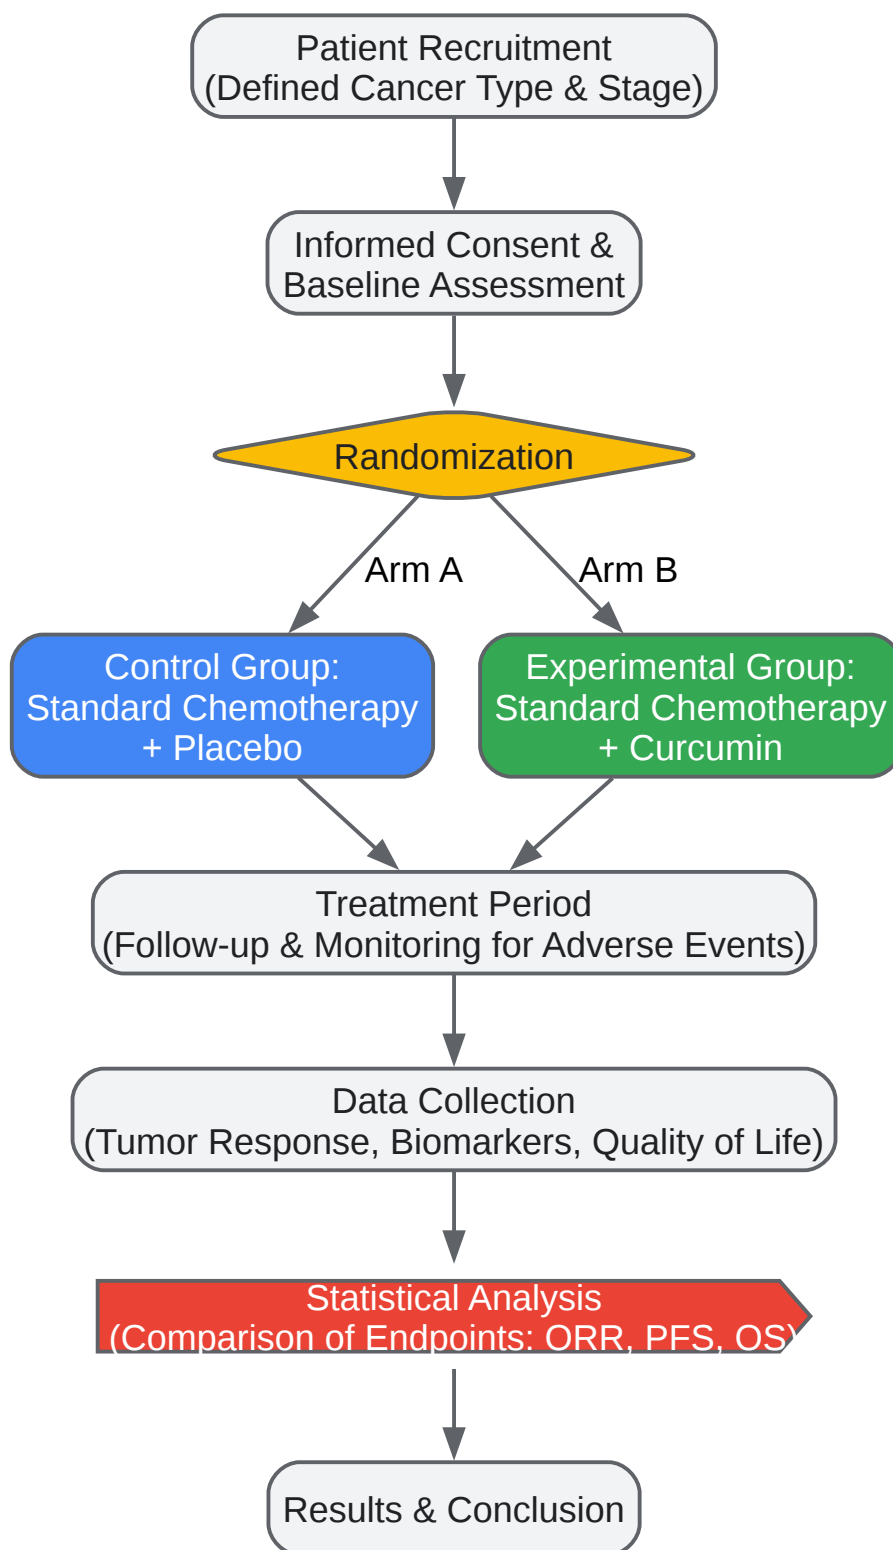 Patient Recruitment
(Defined Cancer Type & Stage)
Informed Consent &
Baseline Assessment
Randomization
Arm A
Arm B
Control Group:
Standard Chemotherapy
+ Placebo
Experimental Group:
Standard Chemotherapy
+ Curcumin
Treatment Period
(Follow-up & Monitoring for Adverse Events)
Data Collection
(Tumor Response, Biomarkers, Quality of Life)
Statistical Analysis
(Comparison of Endpoints: ORR, PFS, OS)
Results & Conclusion